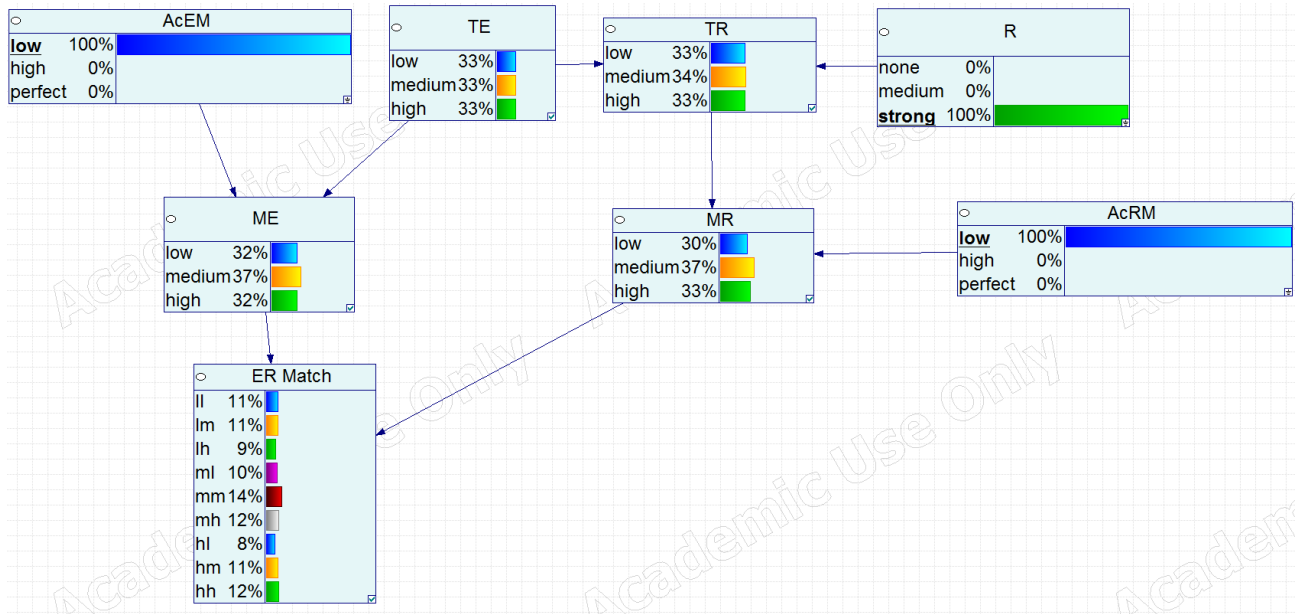 AcEM
low 100%
high 0%
perfect 0%
TE
low 33%
medium 33%
high 33%
TR
low 33%
medium 34%
high 33%
R
none 0%
medium 0%
strong 100%
ME
low 32%
medium 37%
high 32%
MR
low 30%
medium 37%
high 33%
AcRM
low 100%
high 0%
perfect 0%
ER Match
ll 11%
lm 11%
lh 9%
ml 10%
mm 14%
mh 12%
hl 8%
hm 11%
hh 12%
Academic Use Only
Academic Use Only
Academic Use Only